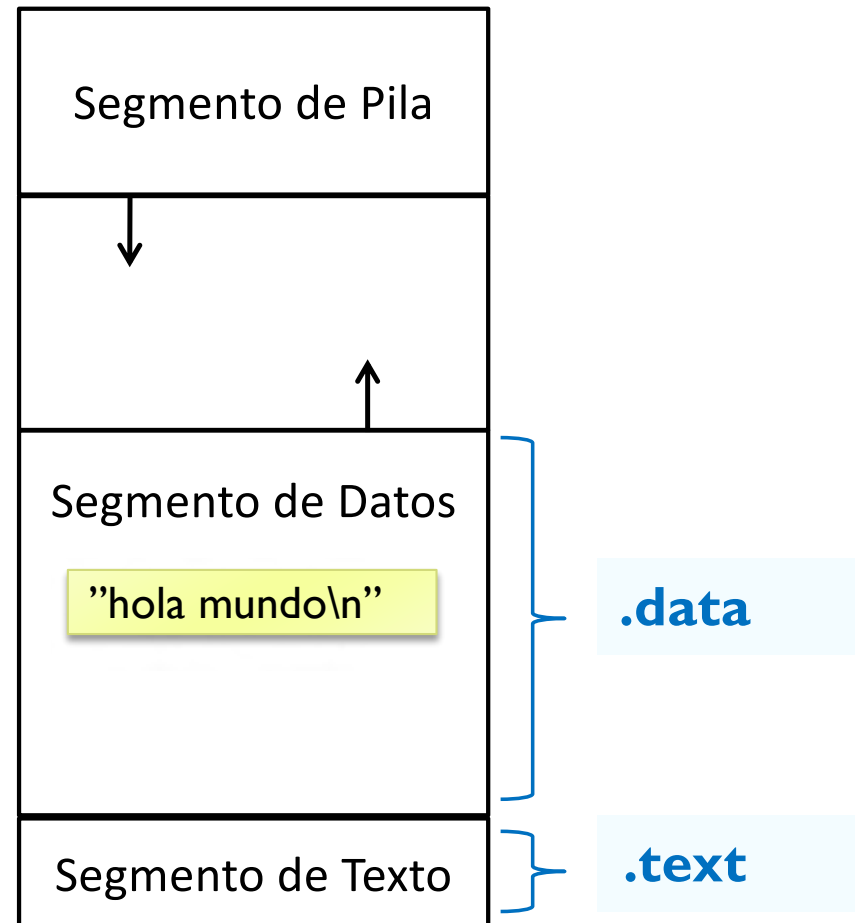 Segmento de Pila
Segmento de Datos
”hola mundo\n”
.data
Segmento de Texto
.text